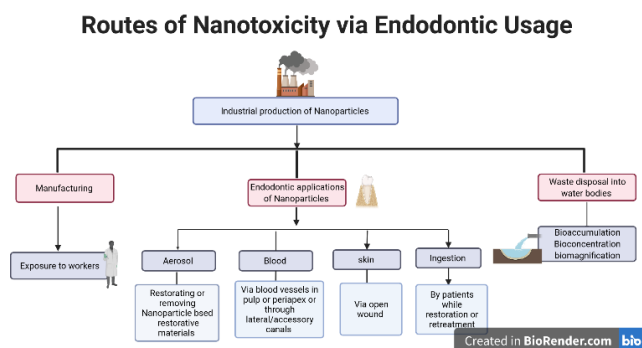 Routes of Nanotoxicity via Endodontic Usage
Industrial production of Nanoparticles
Manufacturing
Endodontic applications
of Nanoparticles
Waste disposal into
water bodies
Exposure to workers
Aerosol
Blood
skin
Ingestion
Bioaccumulation
Bioconcentration
biomagnification
Restorating or
removing
Nanoparticle bsed
restorative
materials
Via blood vessels in
pulp or periapex or
through
lateral/accessory
canals
Via open
wound
By patients
while
restoration or
retreatment
Created in BioRender.com bio